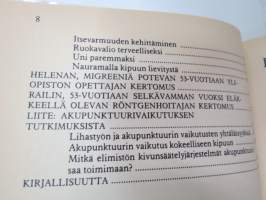 8
Itsevarmuuden kehittäminen
Ruokavalio terveelliseksi
Uni paremmaksi
Nauramalla kipuun lievitystä
HELENAN, MIGREENIÄ POTEVAN 53-VUOTIAAN YLI-
OPISTON OPETTAJAN KERTOMUS
RAILIN, 53-VUOTIAAN SELKÄVAMMAN VUOKSI ELÄK-
KEELLÄ OLEVAN RÖNTGENHOITAJAN KERTOMUS
LIITE: AKUPUNKTUURIVAIKUTUKSEN
TUTKIMUKSISTA
Lihastyön ja akupunktuurin vaikutusten
Akupunktuurin vaikutus kokeelliseen kipuun
Mitkä elimistön kivunsäätelyjärjestelmät
saa toimimaan?
KIRJALLISUUTTA